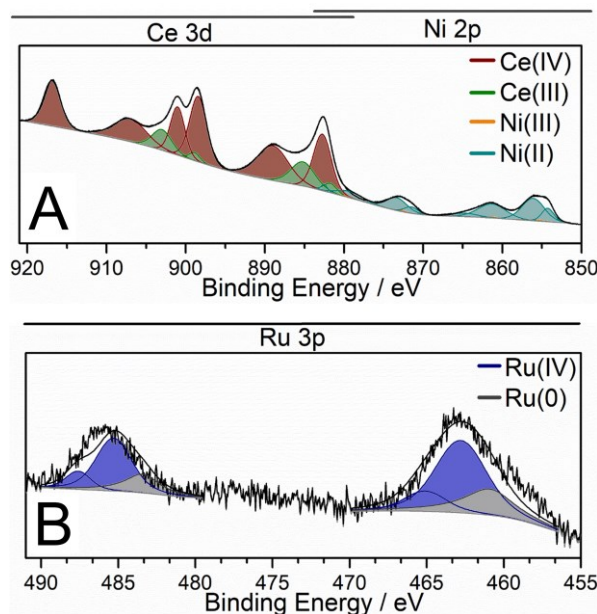 Ce 3d Ni 2p
Ce(IV)
Ce(III)
Ni(III)
Ni(II)
A
920 910 900 890 880 870 860 850
Binding Energy / eV
Ru 3p
Ru(IV)
Ru(0)
B
490 485 480 475 470 465 460 455
Binding Energy / eV